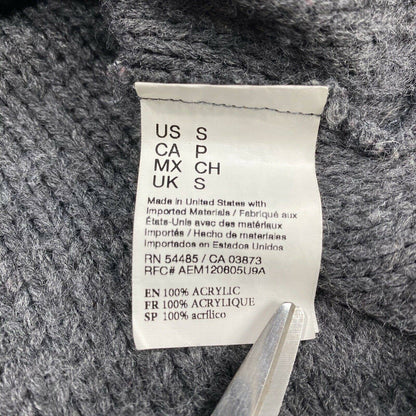 US S
CA P
MX CH
UK S
Made in United States with
Imported Materials / Fabriqué aux
États-Unis avec des matériaux
Importés / Hecho de materiales
Importados en Estados Unidos
RN 54485 / CA 03873
RFC# AEM120605U9A
EN 100% ACRYLIC
FR 100% ACRYLIQUE
SP 100% acrílico